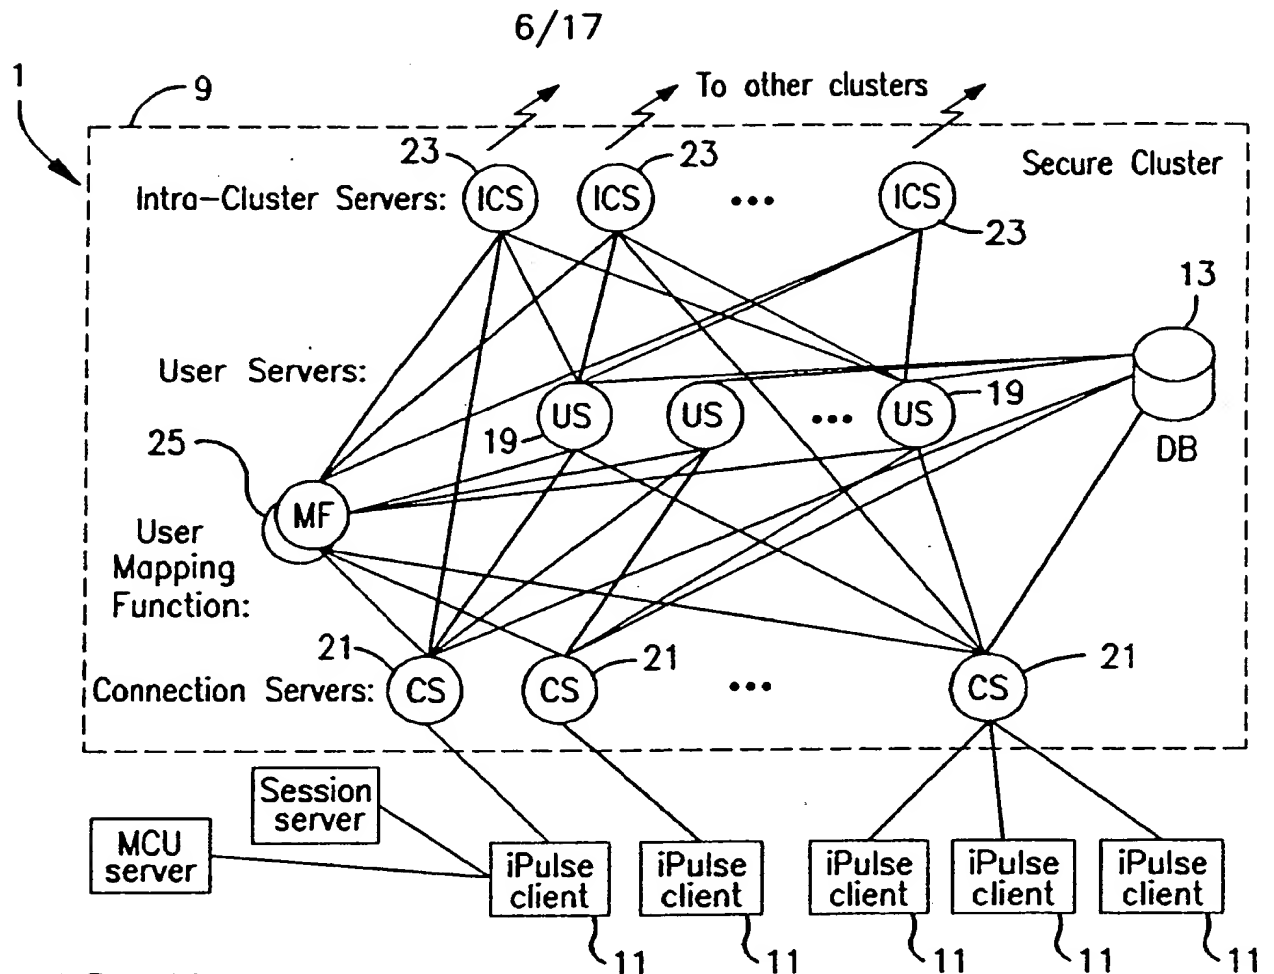 6/17
1
9
To other clusters
23
23
Secure Cluster
Intra-Cluster Servers:
ICS
ICS
...
ICS
23
13
User Servers:
US
US
...
US
19
19
DB
25
MF
User
Mapping
Function:
21
21
21
Connection Servers:
CS
CS
...
CS
Session
server
MCU
server
iPulse
client
iPulse
client
iPulse
client
iPulse
client
iPulse
client
11
11
11
11
11